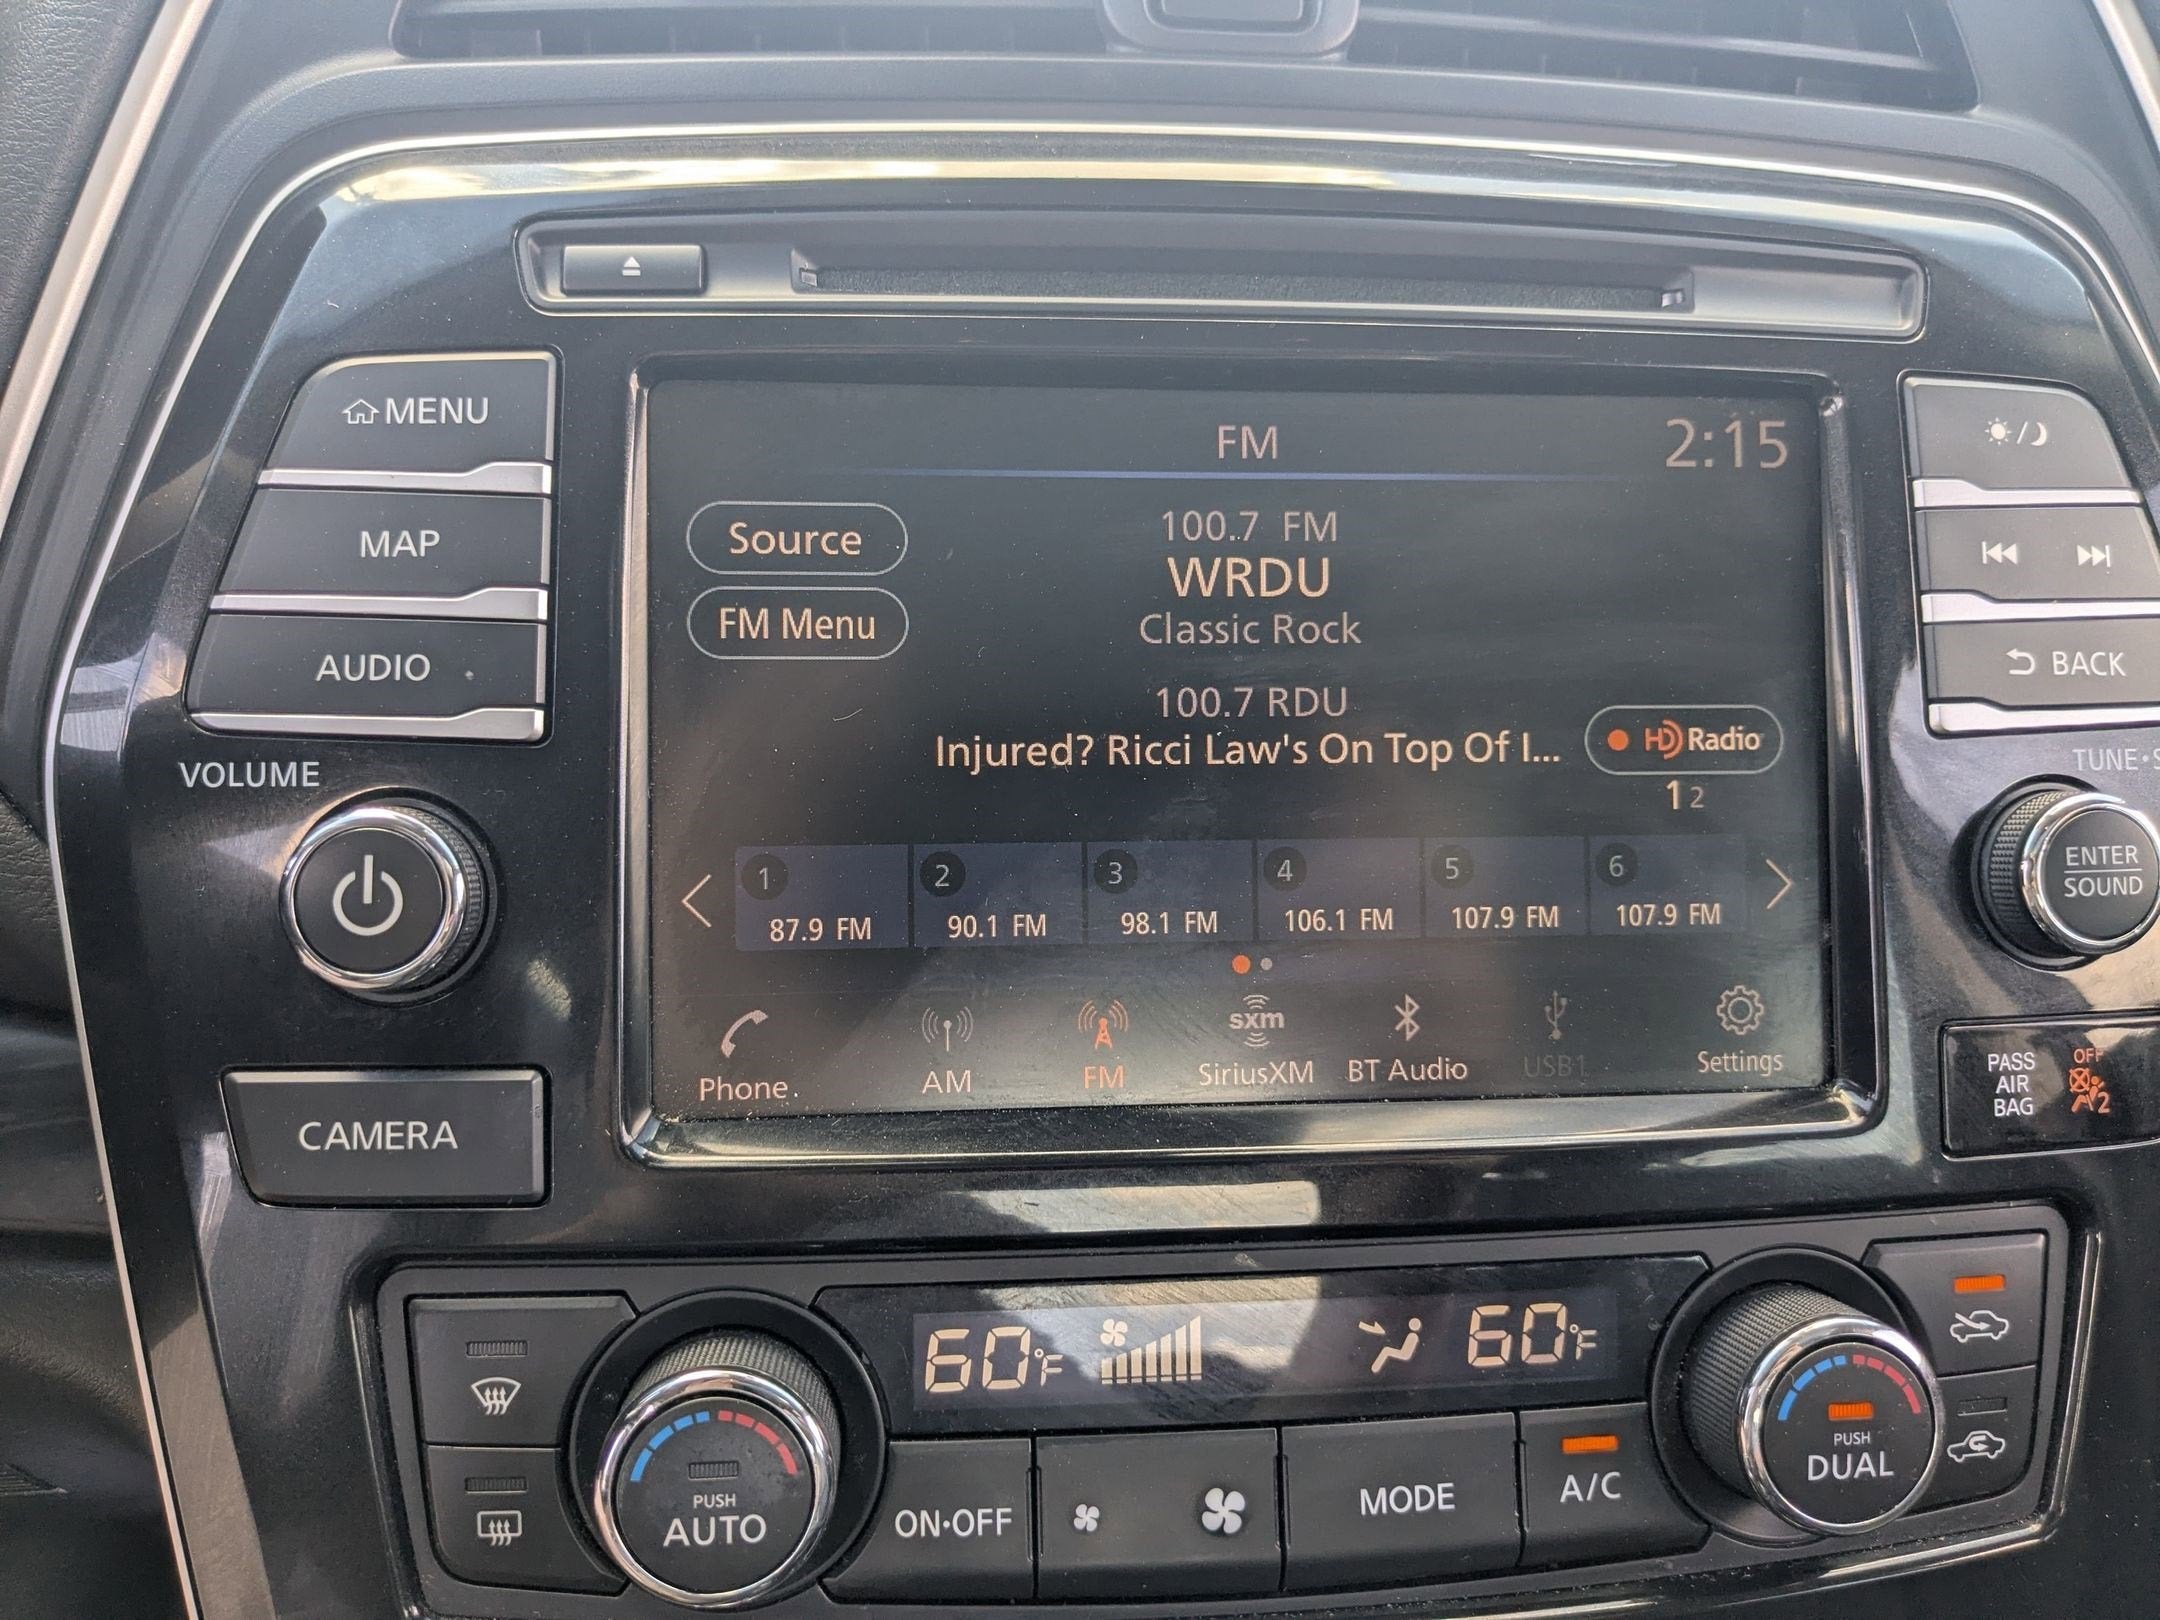 MENU
MAP
AUDIO
VOLUME
CAMERA
FM
2:15
Source
FM Menu
100.7 FM
WRDU
Classic Rock
100.7 RDU
Injured? Ricci Law's On Top Of I...
HD Radio
1 2
1 2 3 4 5 6
87.9 FM 90.1 FM 98.1 FM 106.1 FM 107.9 FM 107.9 FM
Phone
AM
FM
sxm
SiriusXM
BT Audio
USB1
Settings
BACK
TUNE•S
ENTER
SOUND
PASS
AIR
BAG
OFF
2
60°F
60°F
PUSH
AUTO
ON•OFF
MODE
A/C
PUSH
DUAL